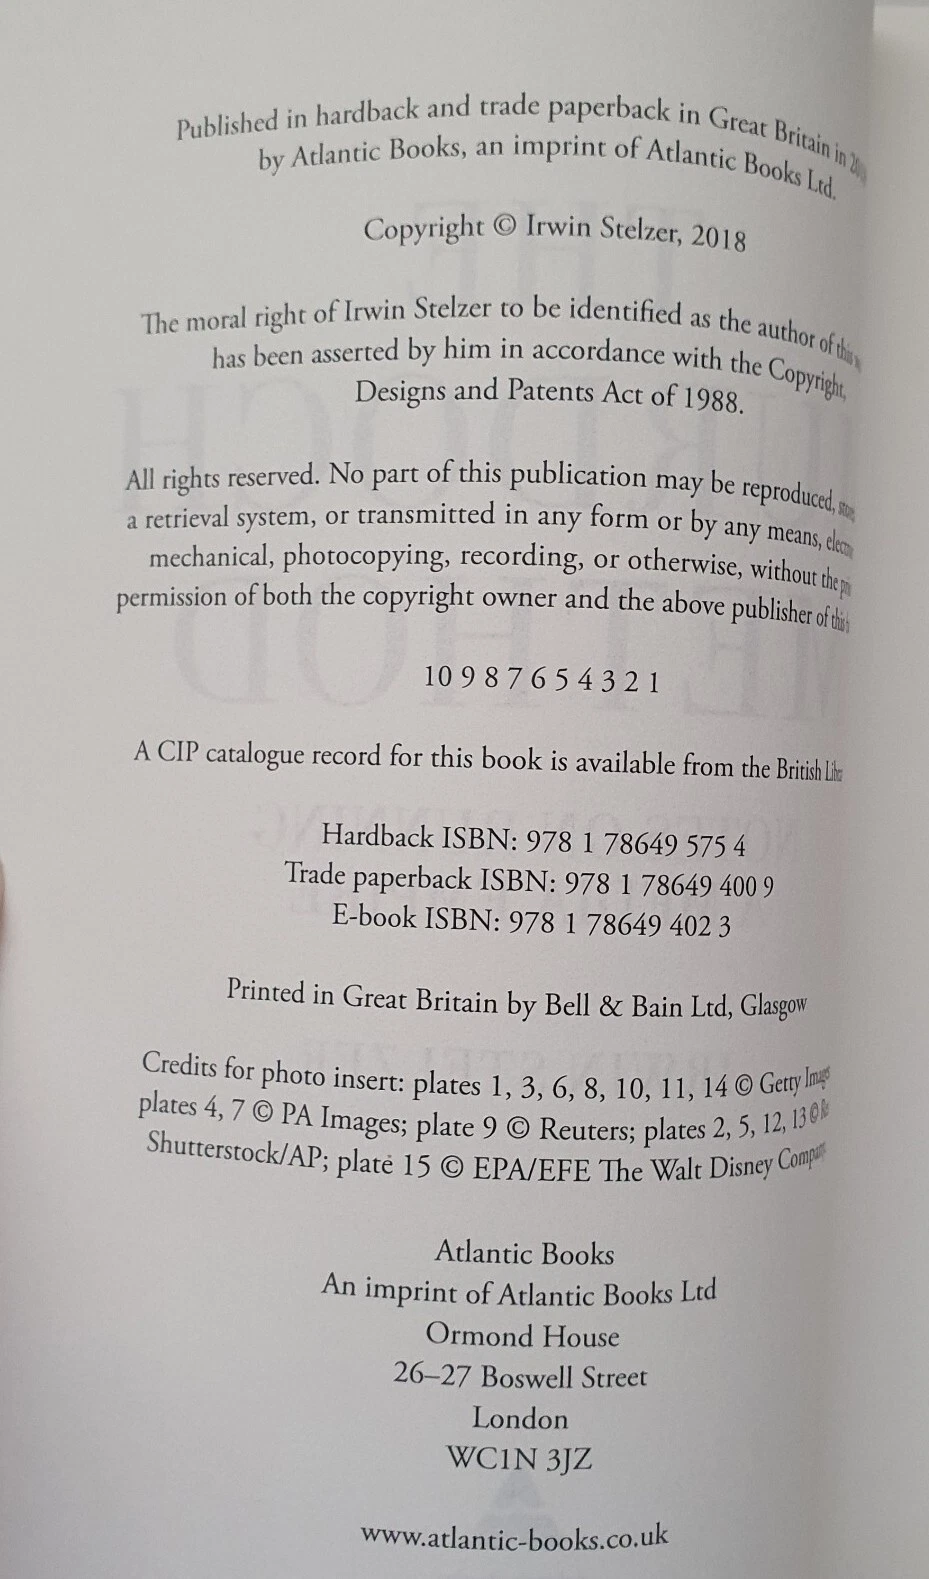 Published in hardback and trade paperback in Great Britain in
by Atlantic Books, an imprint of Atlantic Books Ltd.
Copyright © Irwin Stelzer, 2018
The moral right of Irwin Stelzer to be identified as the author of this
has been asserted by him in accordance with the Copyright,
Designs and Patents Act of 1988.
All rights reserved. No part of this publication may be reproduced,
a retrieval system, or transmitted in any form or by any means,
mechanical, photocopying, recording, or otherwise, without the
permission of both the copyright owner and the above publisher of this
10 9 8 7 6 5 4 3 2 1
A CIP catalogue record for this book is available from the British
Hardback ISBN: 978 1 78649 575 4
Trade paperback ISBN: 978 1 78649 400 9
E-book ISBN: 978 1 78649 402 3
Printed in Great Britain by Bell & Bain Ltd, Glasgow
Credits for photo insert: plates 1, 3, 6, 8, 10, 11, 14 © Getty Images
plates 4, 7 © PA Images; plate 9 © Reuters; plates 2, 5, 12, 13 ©
Shutterstock/AP; plate 15 © EPA/EFE The Walt Disney Company
Atlantic Books
An imprint of Atlantic Books Ltd
Ormond House
26–27 Boswell Street
London
WC1N 3JZ
www.atlantic-books.co.uk